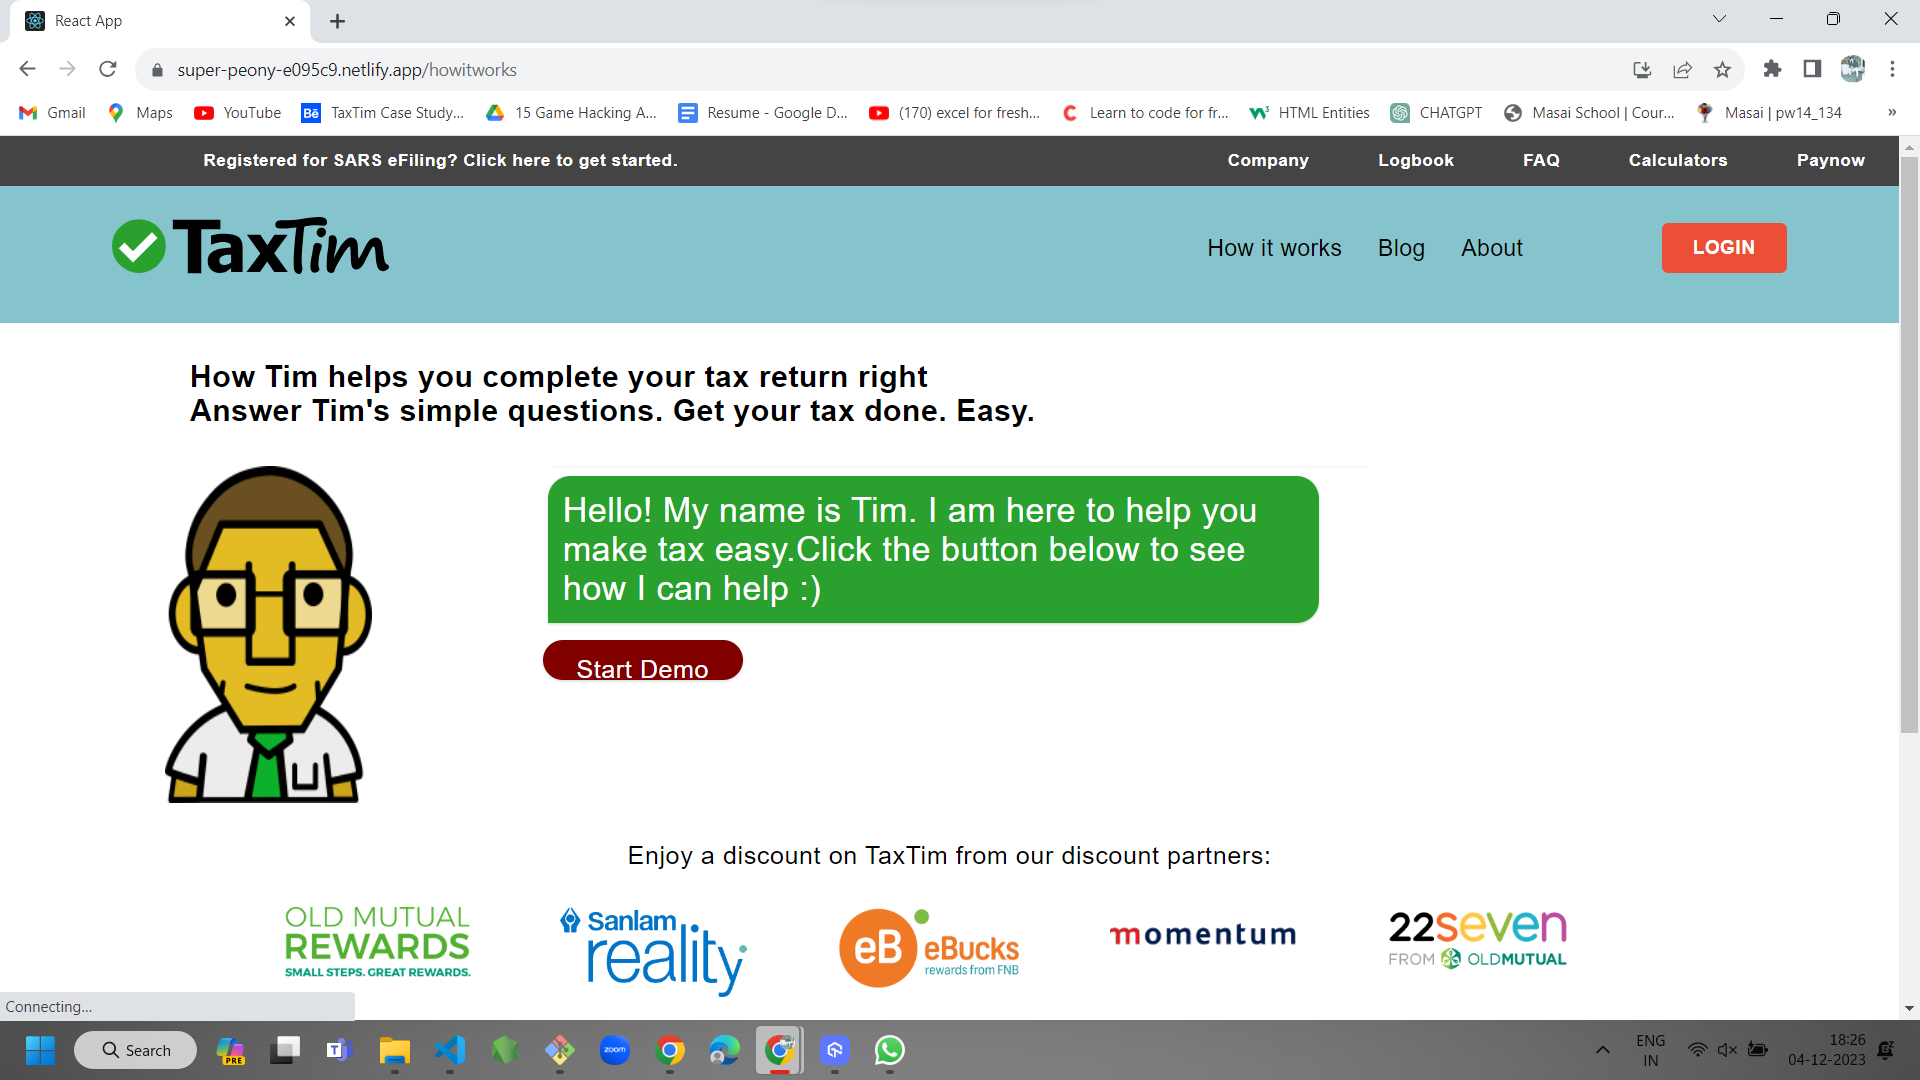 React App
super-peony-e095c9.netlify.app/howitworks
Gmail Maps YouTube Bē TaxTim Case Study... 15 Game Hacking A... Resume - Google D... (170) excel for fresh... Learn to code for fr... HTML Entities CHATGPT Masai School | Cour... Masai | pw14_134 »
Registered for SARS eFiling? Click here to get started. Company Logbook FAQ Calculators Paynow
TaxTim How it works Blog About LOGIN
How Tim helps you complete your tax return right
Answer Tim's simple questions. Get your tax done. Easy.
Hello! My name is Tim. I am here to help you
make tax easy.Click the button below to see
how I can help :)
Start Demo
Enjoy a discount on TaxTim from our discount partners:
OLD MUTUAL
REWARDS
SMALL STEPS. GREAT REWARDS.
Sanlam
reality
eB eBucks
rewards from FNB
momentum
22seven
FROM OLDMUTUAL
Connecting...
Search PRE zoom
ENG
IN
18:26
04-12-2023